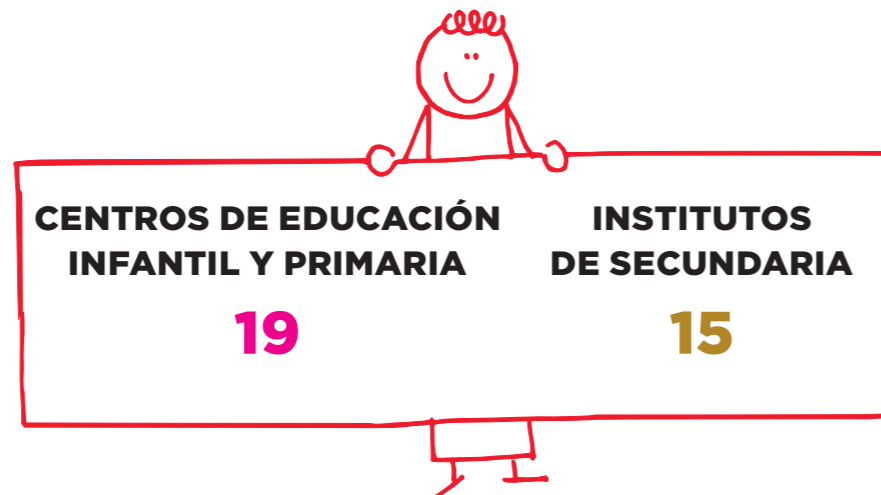 CENTROS DE EDUCACIÓN
INFANTIL Y PRIMARIA
19
INSTITUTOS
DE SECUNDARIA
15